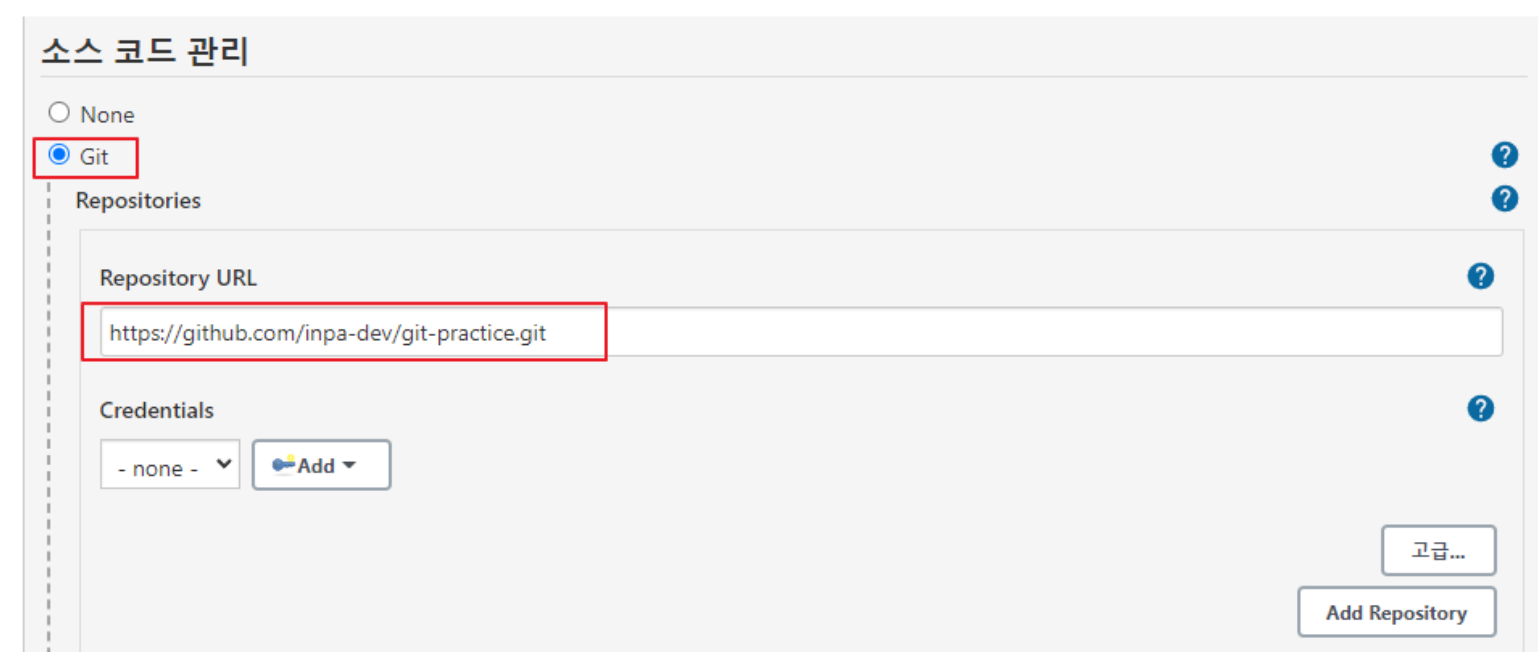 소스 코드 관리
None
Git
?
Repositories
?
Repository URL
?
https://github.com/inpa-dev/git-practice.git
Credentials
?
- none -
Add
고급...
Add Repository